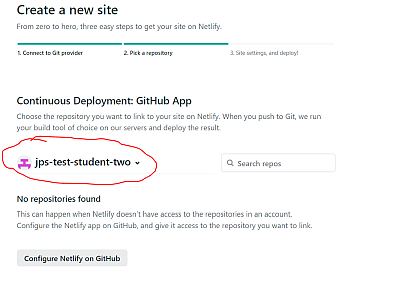 Create a new site
From zero to hero, three easy steps to get your site on Netlify.
1. Connect to Git provider
2. Pick a repository
3. Site settings, and deploy!
Continuous Deployment: GitHub App
Choose the repository you want to link to your site on Netlify. When you push to Git, we run
your build tool of choice on our servers and deploy the result.
jps-test-student-two
Search repos
No repositories found
This can happen when Netlify doesn't have access to the repositories in an account.
Configure the Netlify app on GitHub, and give it access to the repository you want to link.
Configure Netlify on GitHub